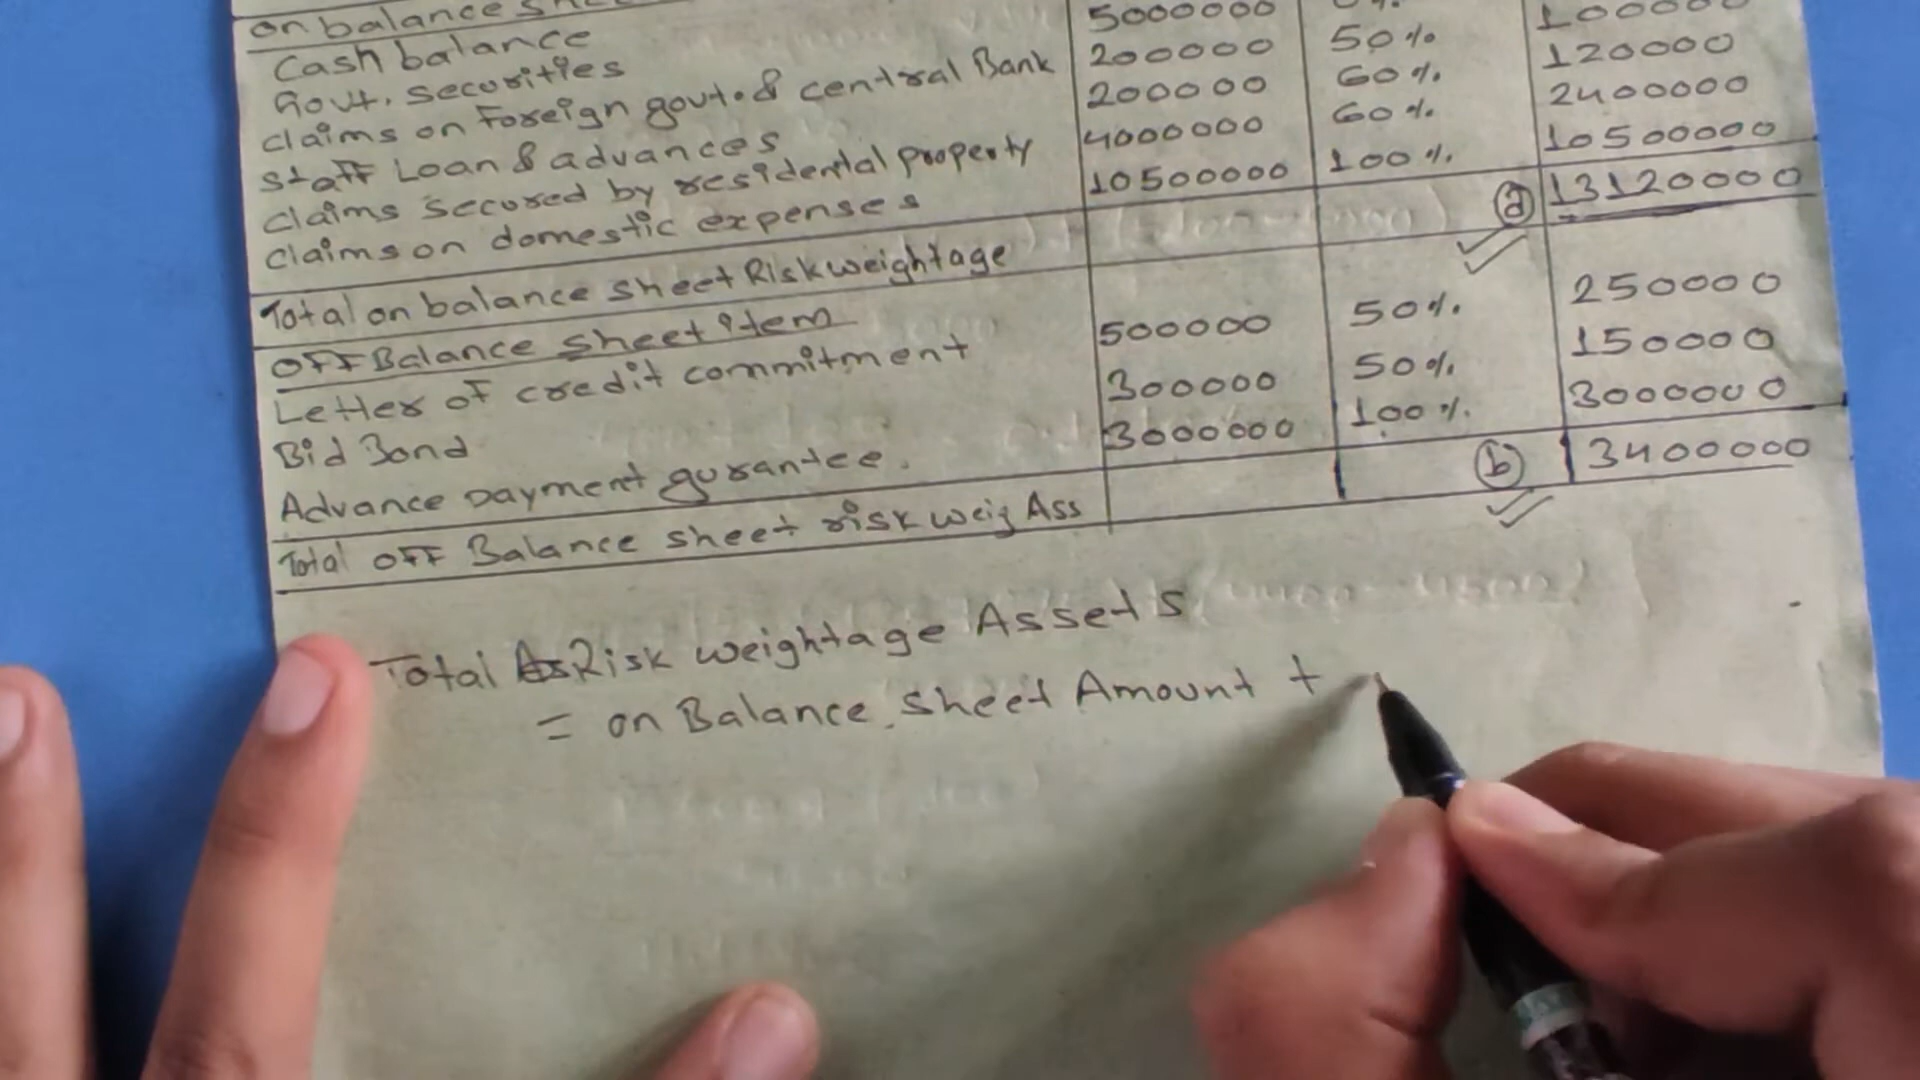 on balance
Cash balance 5000000
Govt. securities 200000 50% 120000
claims on Foreign govt. & central Bank 200000 60% 2400000
staff Loan & advances 4000000 60% 10500000
claims secured by residental property 10500000 100%
claims on domestic expenses
Total on balance sheet Risk weightage a 13120000
OFF Balance sheet item
Letter of credit commitment 500000 50% 250000
Bid Bond 300000 50% 150000
Advance payment gurantee. 3000000 100% 3000000
Total OFF Balance sheet risk weig Ass b 3400000
Total Risk weightage Assets
= on Balance sheet Amount +